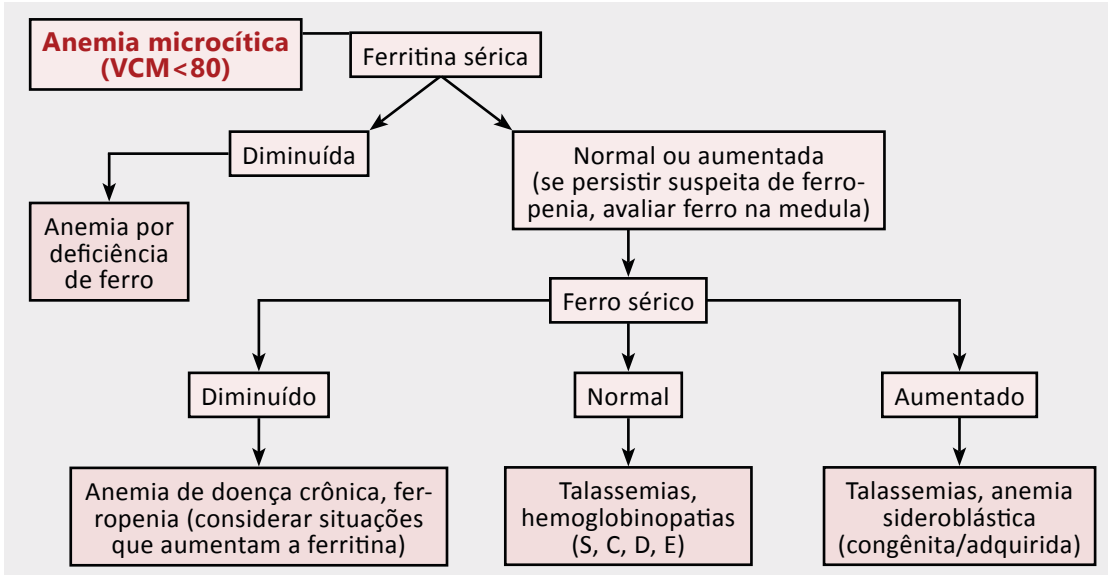 Anemia microcítica
(VCM<80)
Ferritina sérica
Diminuída
Normal ou aumentada
(se persistir suspeita de ferro-
penia, avaliar ferro na medula)
Anemia por
deficiência
de ferro
Ferro sérico
Diminuído
Normal
Aumentado
Anemia de doença crônica, fer-
ropenia (considerar situações
que aumentam a ferritina)
Talassemias,
hemoglobinopatias
(S, C, D, E)
Talassemias, anemia
sideroblástica
(congênita/adquirida)